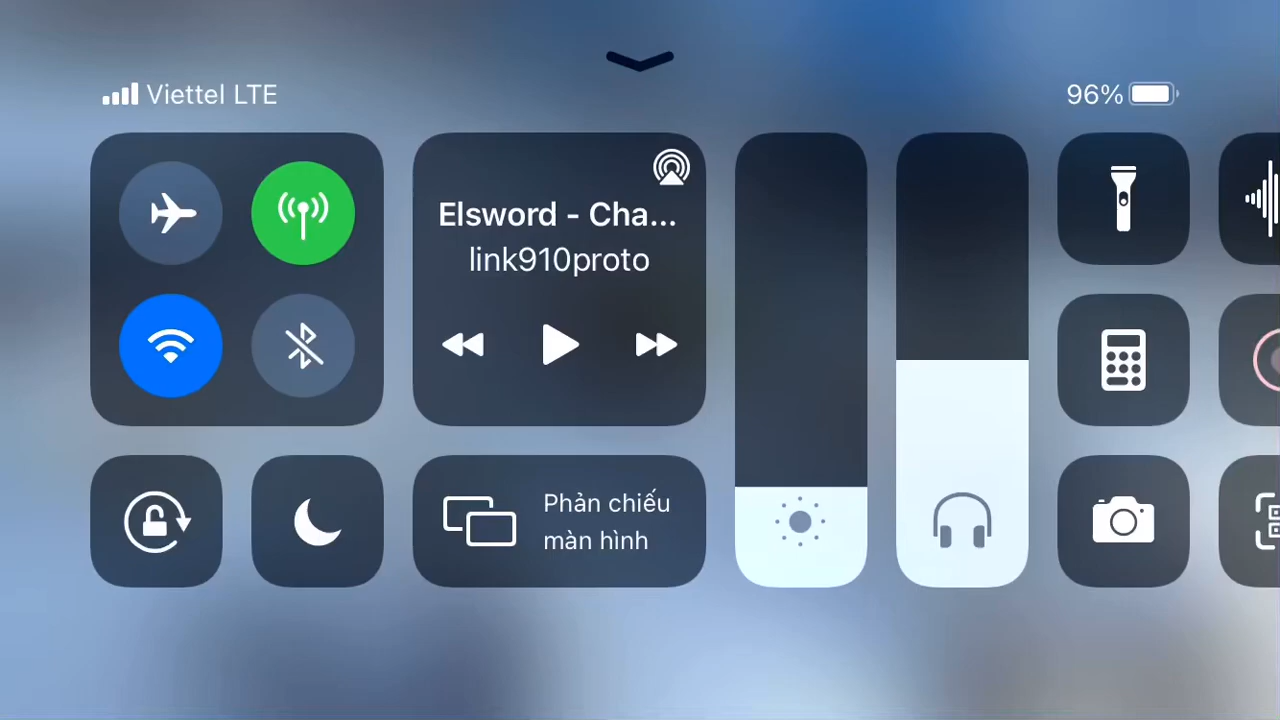 Viettel LTE
96%
Elsword - Cha...
link910proto
Phản chiếu
màn hình